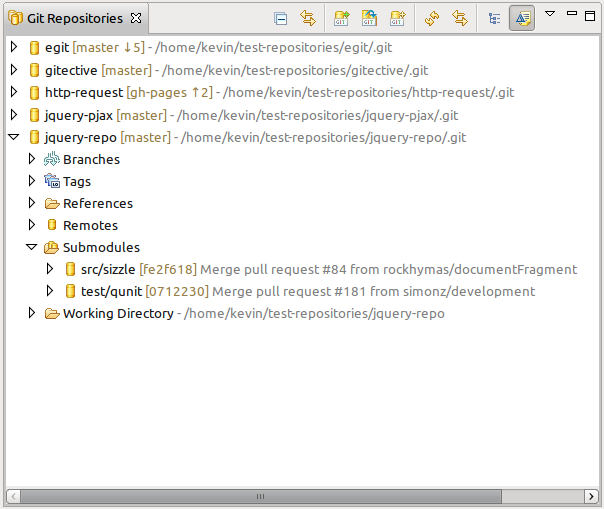 Git Repositories
GIT GIT GIT
egit [master ↓5] - /home/kevin/test-repositories/egit/.git
gitective [master] - /home/kevin/test-repositories/gitective/.git
http-request [gh-pages ↑2] - /home/kevin/test-repositories/http-request/.git
jquery-pjax [master] - /home/kevin/test-repositories/jquery-pjax/.git
jquery-repo [master] - /home/kevin/test-repositories/jquery-repo/.git
Branches
Tags
References
Remotes
Submodules
src/sizzle [fe2f618] Merge pull request #84 from rockhymas/documentFragment
test/qunit [0712230] Merge pull request #181 from simonz/development
Working Directory - /home/kevin/test-repositories/jquery-repo